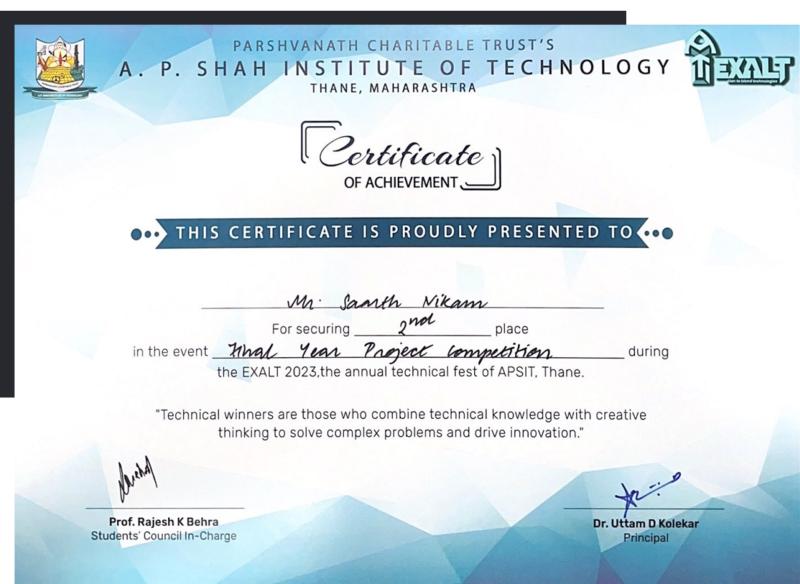 PARSHVANATH CHARITABLE TRUST'S
A. P. SHAH INSTITUTE OF TECHNOLOGY
THANE, MAHARASHTRA
EXALT
Certificate
OF ACHIEVEMENT
THIS CERTIFICATE IS PROUDLY PRESENTED TO
Mr. Saarth Nikam
For securing 2nd place
in the event Final Year Project Competition during
the EXALT 2023,the annual technical fest of APSIT, Thane.
"Technical winners are those who combine technical knowledge with creative
thinking to solve complex problems and drive innovation."
Prof. Rajesh K Behra
Students' Council In-Charge
Dr. Uttam D Kolekar
Principal